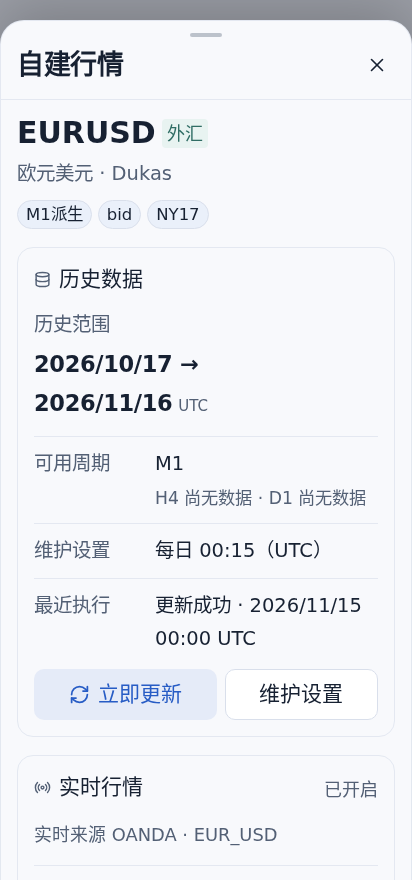 自建行情
EURUSD 外汇
欧元美元 · Dukas
M1派生 bid NY17
历史数据
历史范围
2026/10/17 →
2026/11/16 UTC
可用周期 M1
H4 尚无数据 · D1 尚无数据
维护设置 每日 00:15（UTC）
最近执行 更新成功 · 2026/11/15
00:00 UTC
立即更新 维护设置
实时行情 已开启
实时来源 OANDA · EUR_USD